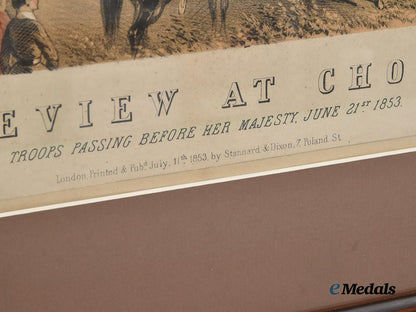 EVIEW AT CHO
TROOPS PASSING BEFORE HER MAJESTY, JUNE 21ST 1853.
London, Printed & Pubd July, 11th 1853, by Stannard & Dixon, 7, Poland St.
eMedals